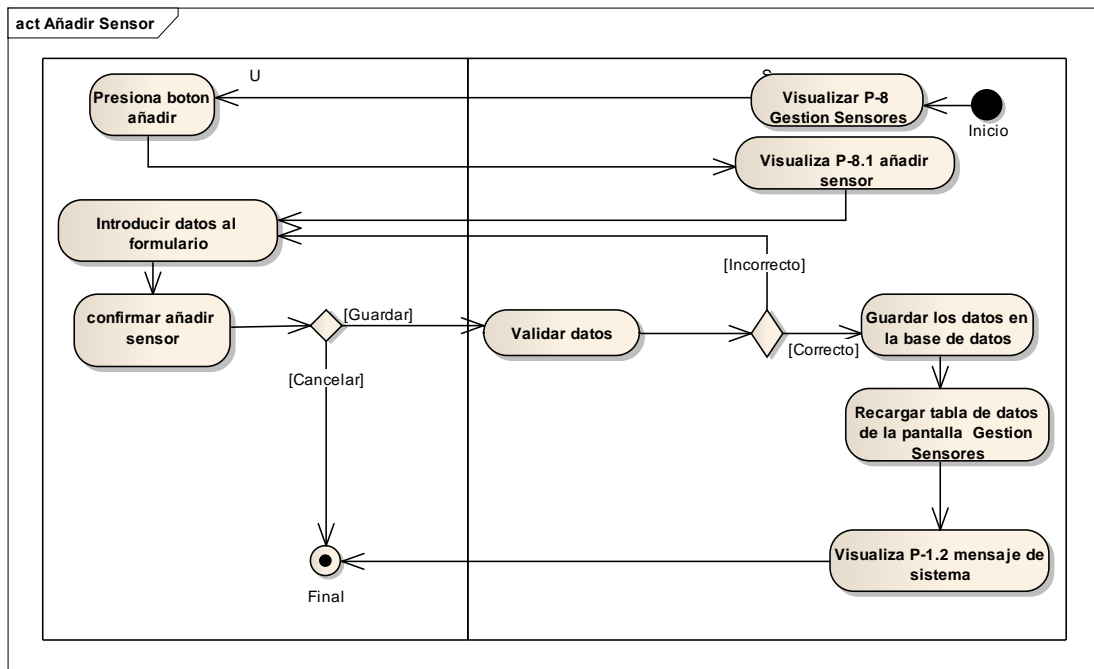 act Añadir Sensor
U
S
Presiona boton
añadir
Visualizar P-8
Gestion Sensores
Inicio
Visualiza P-8.1 añadir
sensor
Introducir datos al
formulario
[Incorrecto]
confirmar añadir
sensor
[Guardar]
Validar datos
[Correcto]
Guardar los datos en
la base de datos
[Cancelar]
Recargar tabla de datos
de la pantalla Gestion
Sensores
Visualiza P-1.2 mensaje de
sistema
Final